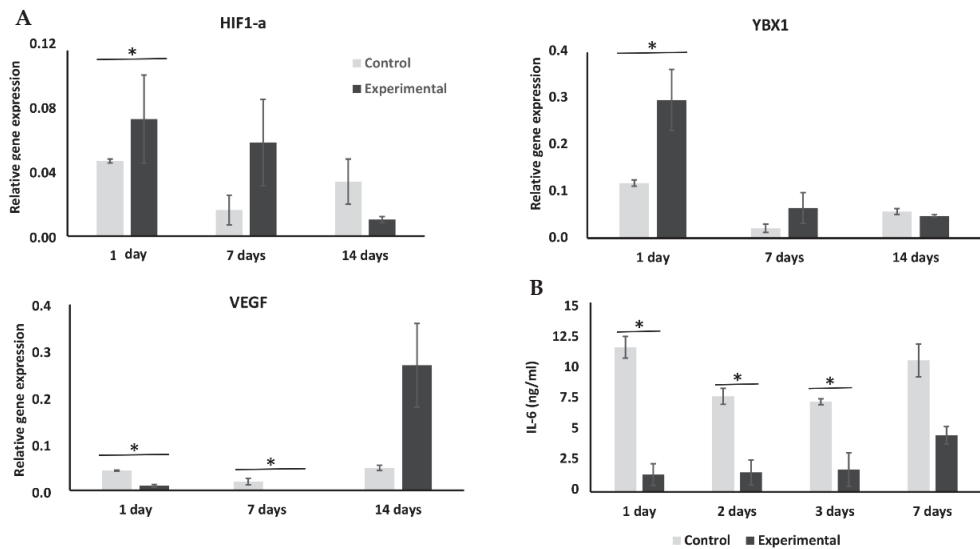 A
HIF1-a
Relative gene expression
0.12
0.08
0.04
0.00
*
Control
Experimental
1 day
7 days
14 days
YBX1
Relative gene expression
0.4
0.3
0.2
0.1
0.0
*
1 day
7 days
14 days
VEGF
Relative gene expression
0.4
0.3
0.2
0.1
0.0
*
*
1 day
7 days
14 days
B
IL-6 (ng/ml)
15
12.5
10
7.5
5
2.5
0
*
*
*
1 day
2 days
3 days
7 days
Control
Experimental